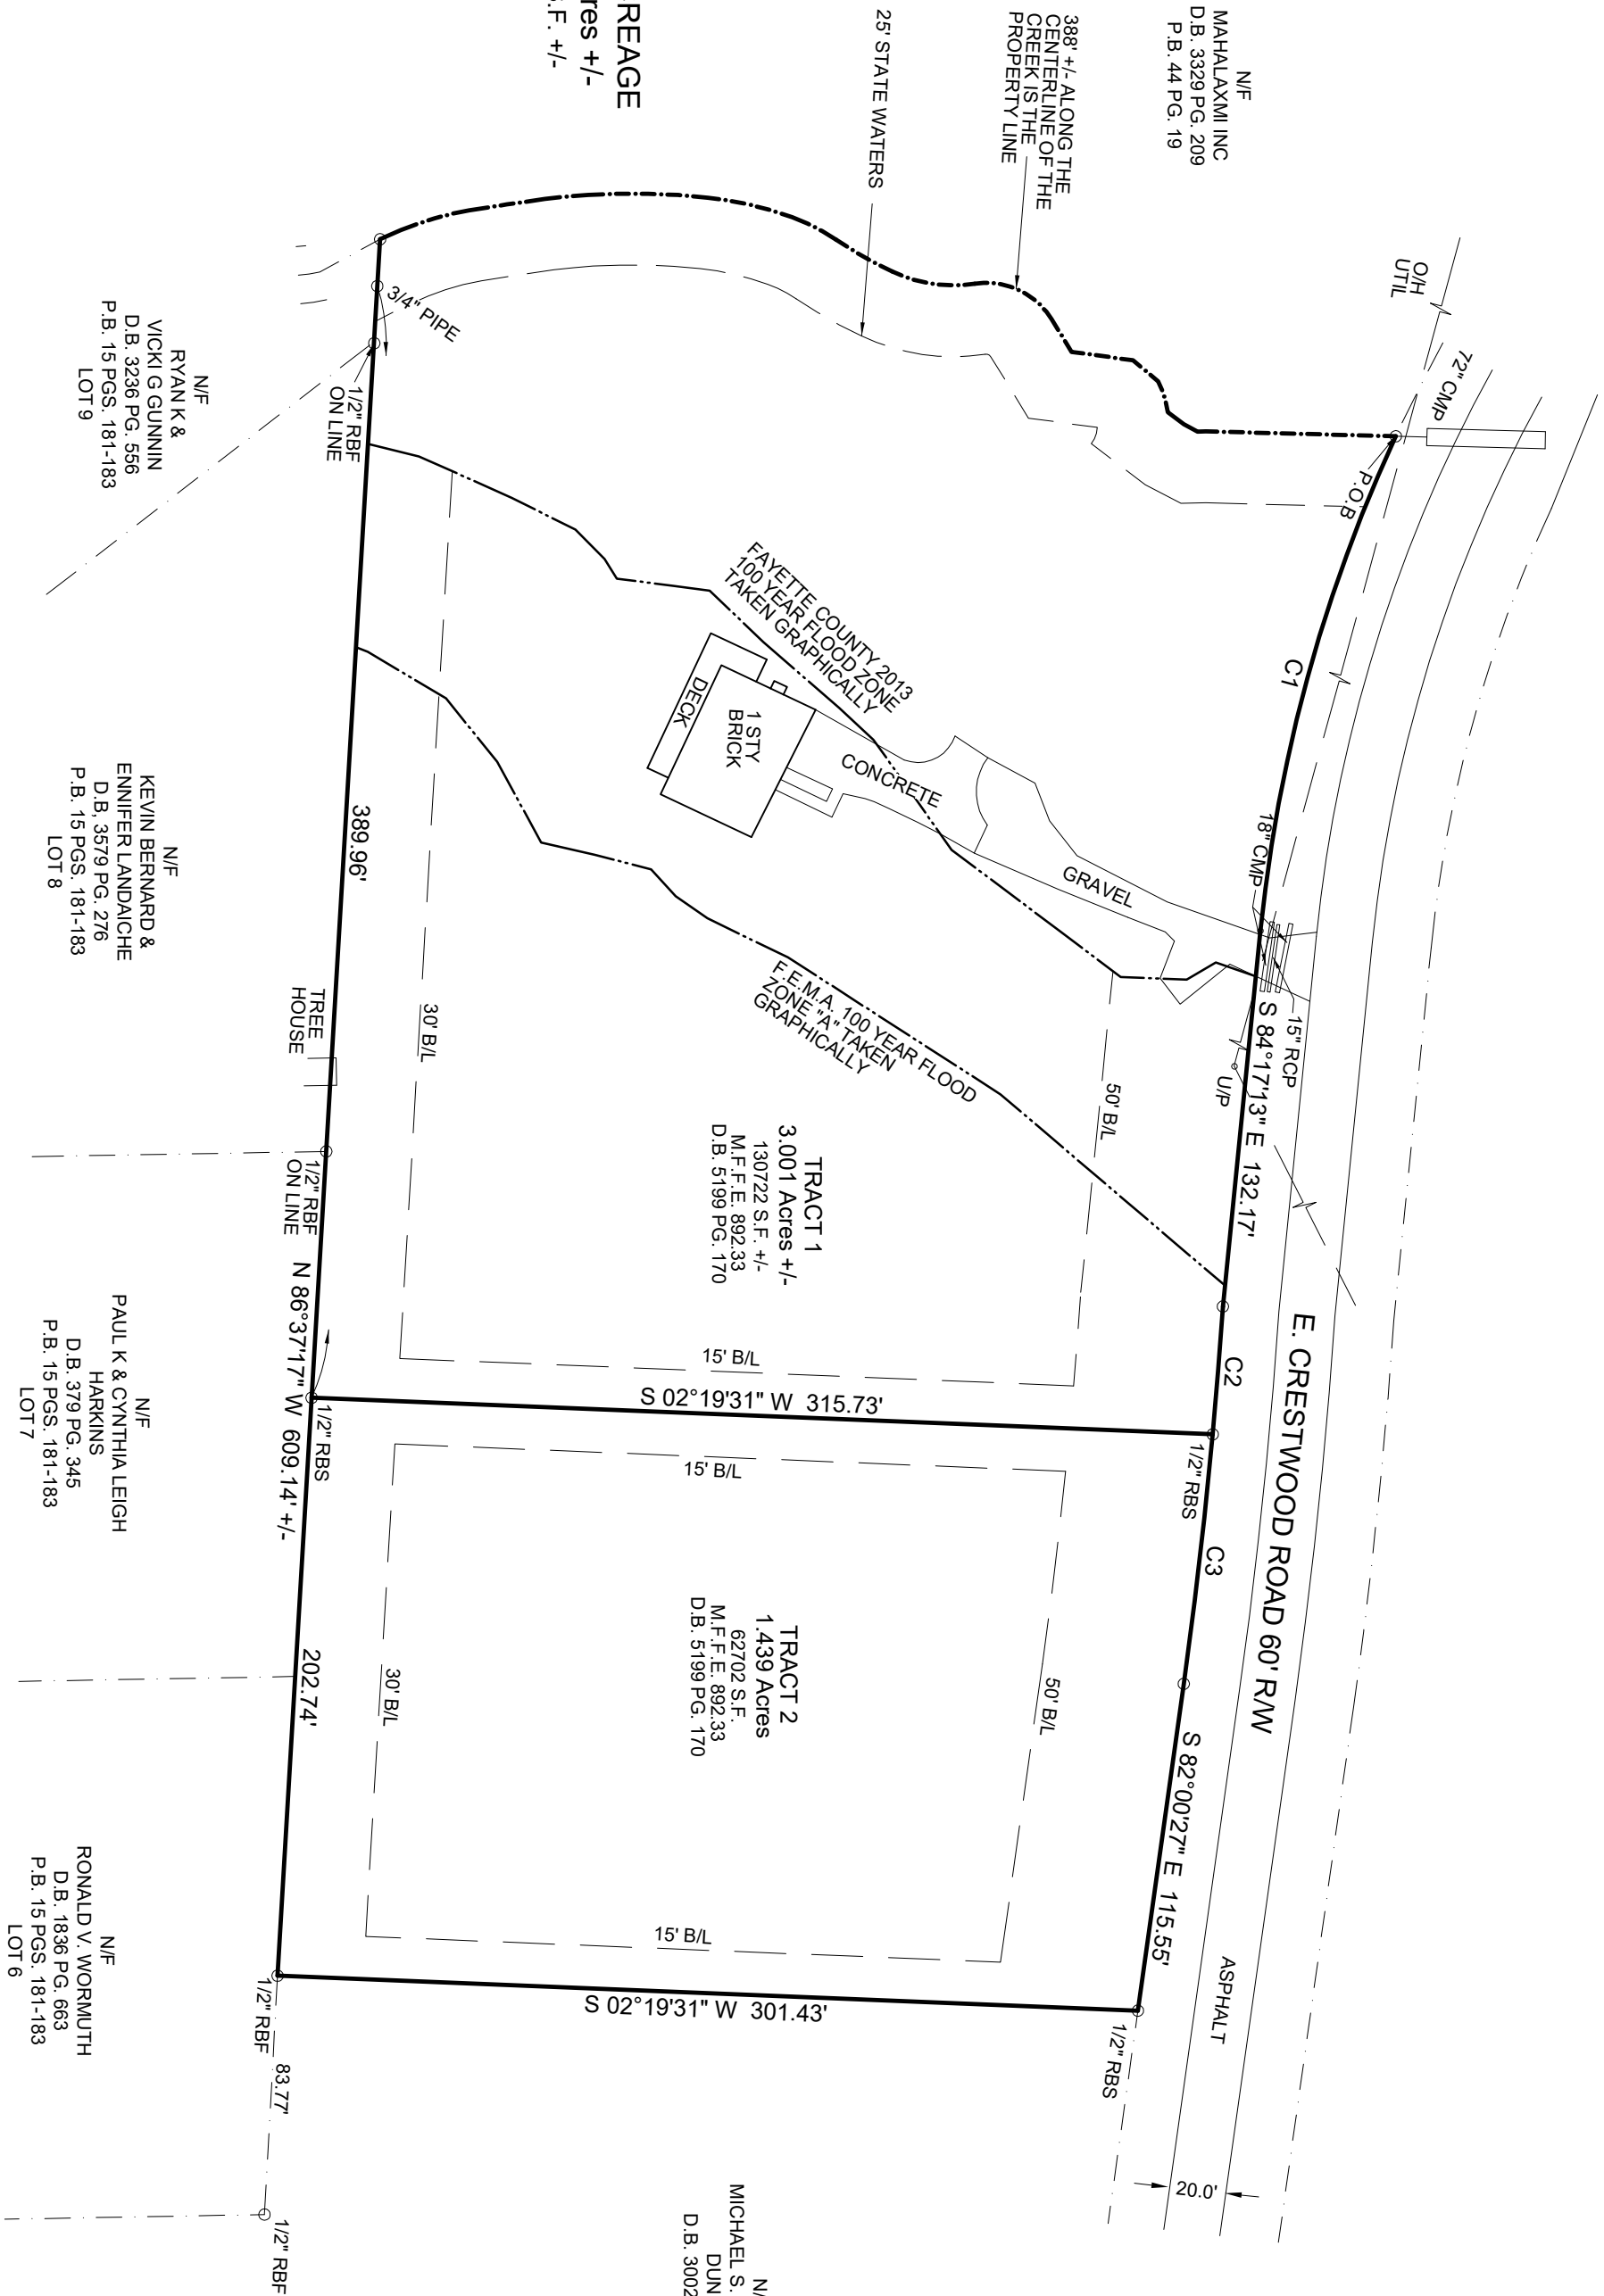 N/F
MAHALAXMI INC
D.B. 3329 PG. 209
P.B. 44 PG. 19
388' +/- ALONG THE
CENTERLINE OF THE
CREEK IS THE
PROPERTY LINE
25' STATE WATERS
REAGE
res +/-
.F. +/-
O/H
UTIL
72" CMP
P.O.B
C1
18" CMP
15" RCP
S 84°17'13" E 132.17'
U/P
C2
E. CRESTWOOD ROAD 60' R/W
C3
S 82°00'27" E 115.55'
ASPHALT
20.0'
3/4" PIPE
1/2" RBF
ON LINE
FAYETTE COUNTY 2013
100 YEAR FLOOD ZONE
TAKEN GRAPHICALLY
DECK
1 STY
BRICK
CONCRETE
GRAVEL
F.E.M.A. 100 YEAR FLOOD
ZONE "A" TAKEN
GRAPHICALLY
50' B/L
30' B/L
15' B/L
TRACT 1
3.001 Acres +/-
130722 S.F. +/-
M.F.F.E. 892.33
D.B. 5199 PG. 170
S 02°19'31" W 315.73'
1/2" RBS
1/2" RBS
15' B/L
50' B/L
TRACT 2
1.439 Acres
62702 S.F.
M.F.F.E. 892.33
D.B. 5199 PG. 170
30' B/L
15' B/L
S 02°19'31" W 301.43'
1/2" RBS
389.96'
TREE
HOUSE
1/2" RBF
ON LINE
N 86°37'17" W 609.14' +/-
202.74'
1/2" RBF
83.77'
1/2" RBF
N/F
RYAN K &
VICKI G GUNNIN
D.B. 3236 PG. 556
P.B. 15 PGS. 181-183
LOT 9
N/F
KEVIN BERNARD &
ENNIFER LANDAICHE
D.B, 3579 PG. 276
P.B. 15 PGS. 181-183
LOT 8
N/F
PAUL K & CYNTHIA LEIGH
HARKINS
D.B. 3779 PG. 345
P.B. 15 PGS. 181-183
LOT 7
N/F
RONALD V. WORMUTH
D.B. 1836 PG. 663
P.B. 15 PGS. 181-183
LOT 6
N/
MICHAEL S.
DUN
D.B. 3002